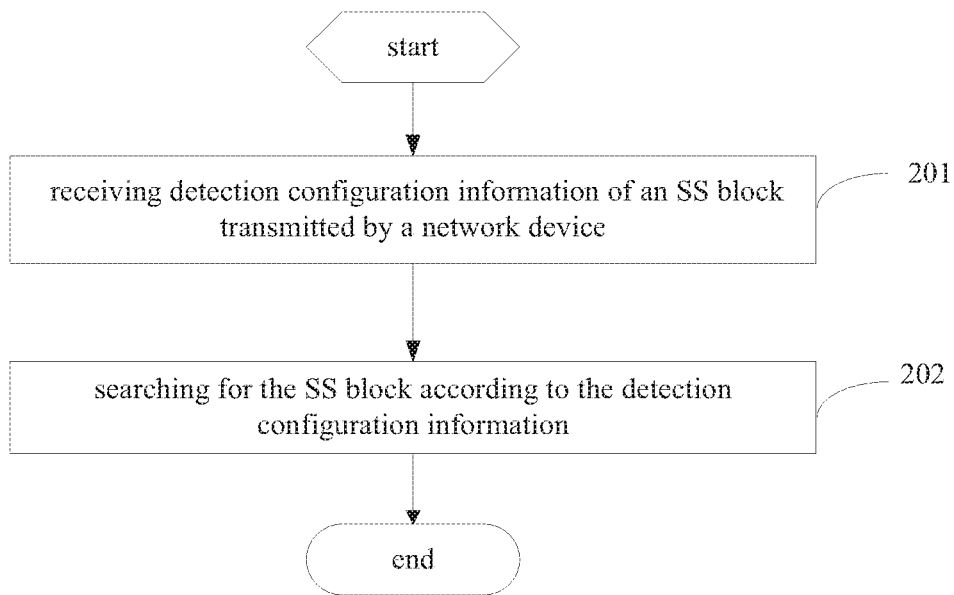 start
receiving detection configuration information of an SS block
transmitted by a network device
201
searching for the SS block according to the detection
configuration information
202
end